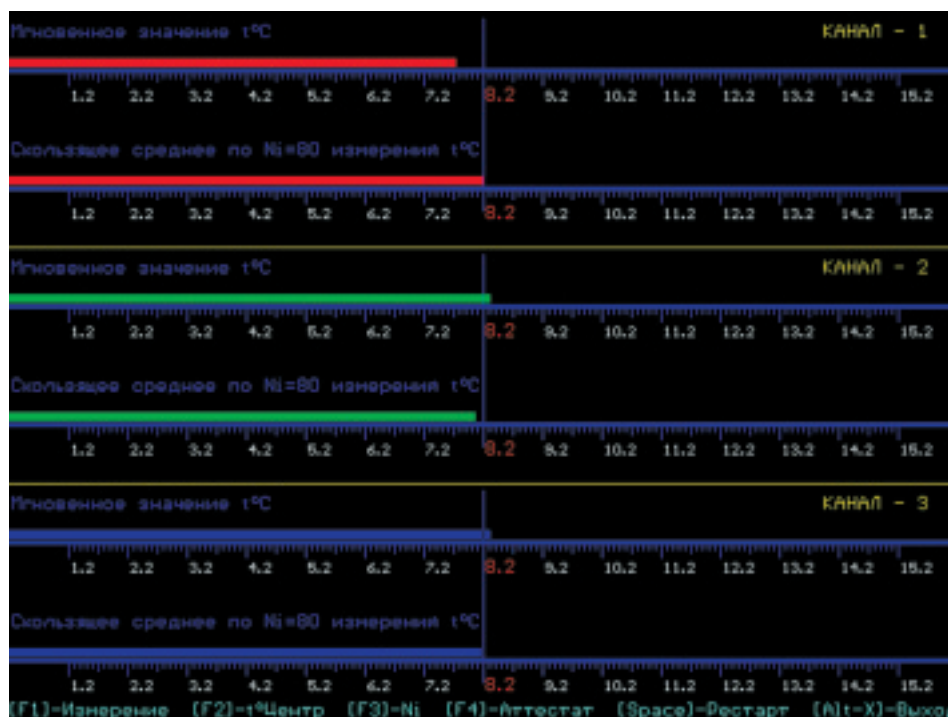 Мгновенное значение t°C КАНАЛ - 1
1.2 2.2 3.2 4.2 5.2 6.2 7.2 8.2 9.2 10.2 11.2 12.2 13.2 14.2 15.2
Скользящее среднее по Ni=80 измерений t°C
1.2 2.2 3.2 4.2 5.2 6.2 7.2 8.2 9.2 10.2 11.2 12.2 13.2 14.2 15.2
Мгновенное значение t°C КАНАЛ - 2
1.2 2.2 3.2 4.2 5.2 6.2 7.2 8.2 9.2 10.2 11.2 12.2 13.2 14.2 15.2
Скользящее среднее по Ni=80 измерений t°C
1.2 2.2 3.2 4.2 5.2 6.2 7.2 8.2 9.2 10.2 11.2 12.2 13.2 14.2 15.2
Мгновенное значение t°C КАНАЛ - 3
1.2 2.2 3.2 4.2 5.2 6.2 7.2 8.2 9.2 10.2 11.2 12.2 13.2 14.2 15.2
Скользящее среднее по Ni=80 измерений t°C
1.2 2.2 3.2 4.2 5.2 6.2 7.2 8.2 9.2 10.2 11.2 12.2 13.2 14.2 15.2
(F1)-Измерение (F2)-t°Центр (F3)-Ni (F4)-Аттестат (Space)-Рестарт (Alt-X)-Выхо